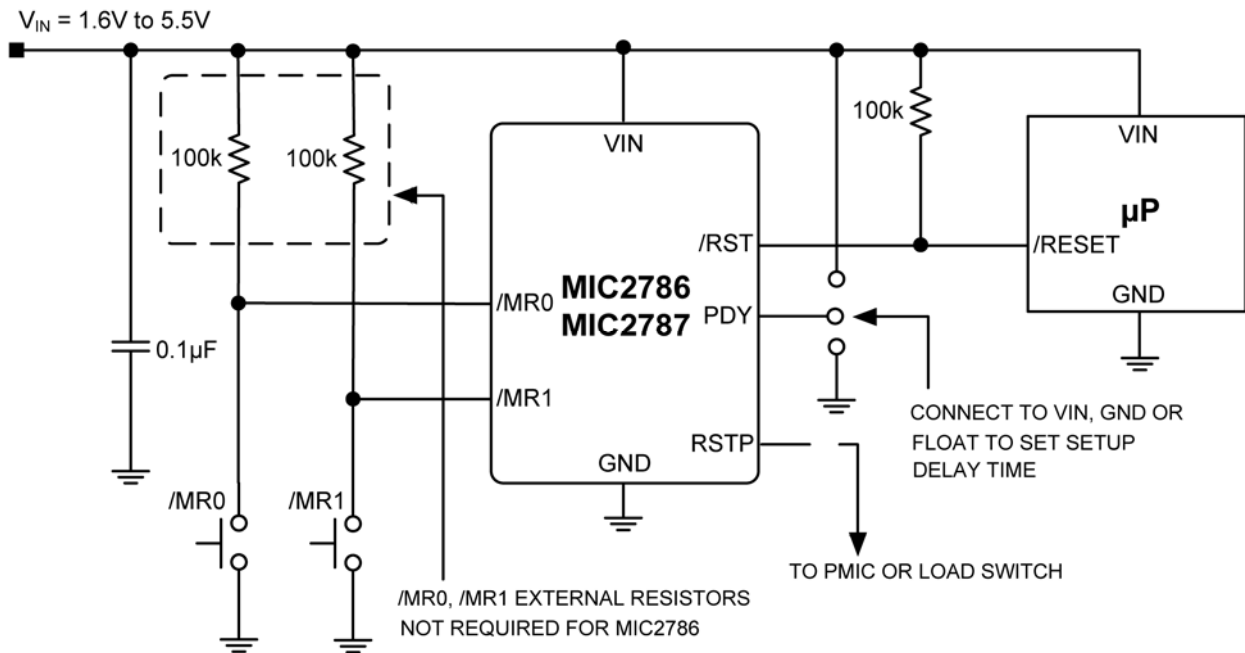 V_IN = 1.6V to 5.5V
100k
100k
100k
VIN
VIN
µP
/RST
/RESET
/MR0
MIC2786
MIC2787
PDY
GND
0.1µF
/MR1
RSTP
GND
CONNECT TO VIN, GND OR
FLOAT TO SET SETUP
DELAY TIME
/MR0
/MR1
TO PMIC OR LOAD SWITCH
/MR0, /MR1 EXTERNAL RESISTORS
NOT REQUIRED FOR MIC2786